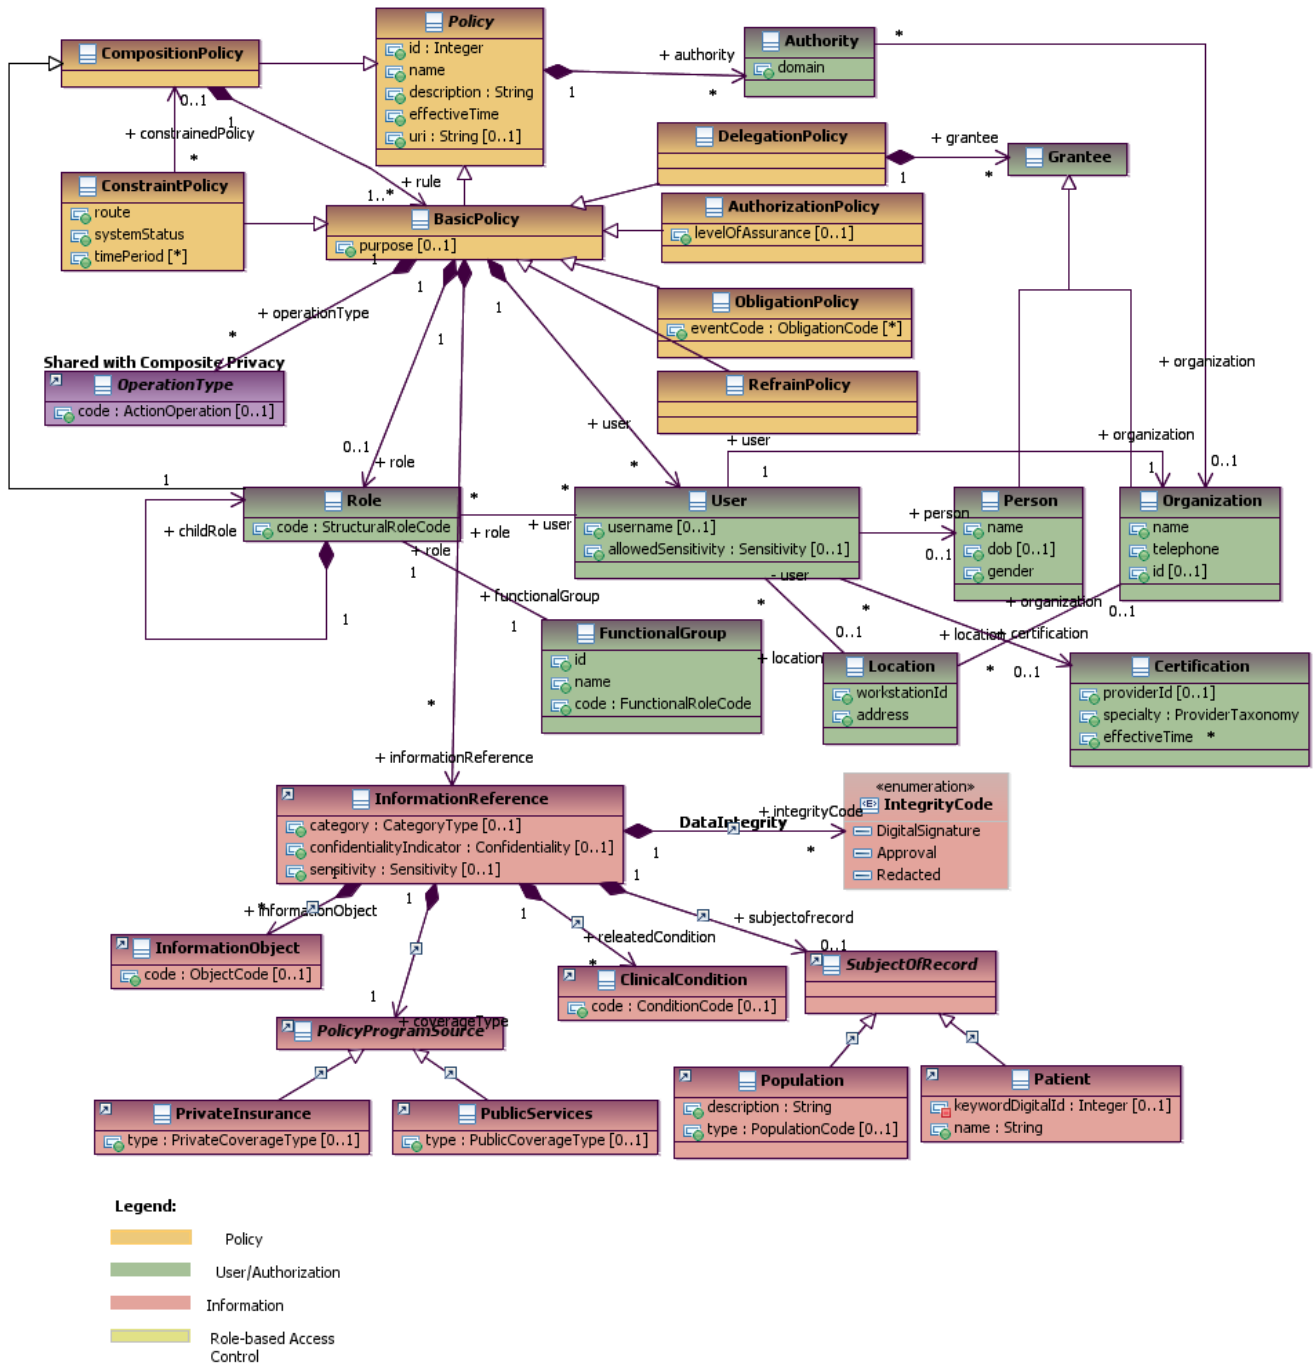 Policy
id : Integer
name
description : String
effectiveTime
uri : String [0..1]
CompositionPolicy
Authority
domain
+ authority
1
*
*
0..1
1
+ constrainedPolicy
*
ConstraintPolicy
route
systemStatus
timePeriod [*]
+ rule
1..*
1
DelegationPolicy
+ grantee
1
*
Grantee
AuthorizationPolicy
levelOfAssurance [0..1]
BasicPolicy
purpose [0..1]
1
1
1
1
ObligationPolicy
eventCode : ObligationCode [*]
RefrainPolicy
+ operationType
*
Shared with Composite Privacy
OperationType
code : ActionOperation [0..1]
+ organization
0..1
+ user
*
+ user
1
+ organization
1
0..1
+ role
1
Role
code : StructuralRoleCode
+ childRole
1
*
+ role
*
+ user
+ role
1
User
username [0..1]
allowedSensitivity : Sensitivity [0..1]
+ person
0..1
Person
name
dob [0..1]
gender
Organization
name
telephone
id [0..1]
- user
*
*
+ functionalGroup
1
FunctionalGroup
id
name
code : FunctionalRoleCode
0..1
+ location
+ organization
0..1
+ location
*
+ certification
0..1
Location
workstationId
address
Certification
providerId [0..1]
specialty : ProviderTaxonomy
effectiveTime
*
*
+ informationReference
InformationReference
category : CategoryType [0..1]
confidentialityIndicator : Confidentiality [0..1]
sensitivity : Sensitivity [0..1]
DataIntegrity
+ integrityCode
1
*
«enumeration»
IntegrityCode
DigitalSignature
Approval
Redacted
1
*
+ informationObject
1
1
1
+ releatedCondition
*
+ subjectofrecord
0..1
InformationObject
code : ObjectCode [0..1]
ClinicalCondition
code : ConditionCode [0..1]
SubjectOfRecord
1
+ coverageType
PolicyProgramSource
Population
description : String
type : PopulationCode [0..1]
Patient
keywordDigitalId : Integer [0..1]
name : String
PrivateInsurance
type : PrivateCoverageType [0..1]
PublicServices
type : PublicCoverageType [0..1]
Legend:
Policy
User/Authorization
Information
Role-based Access
Control